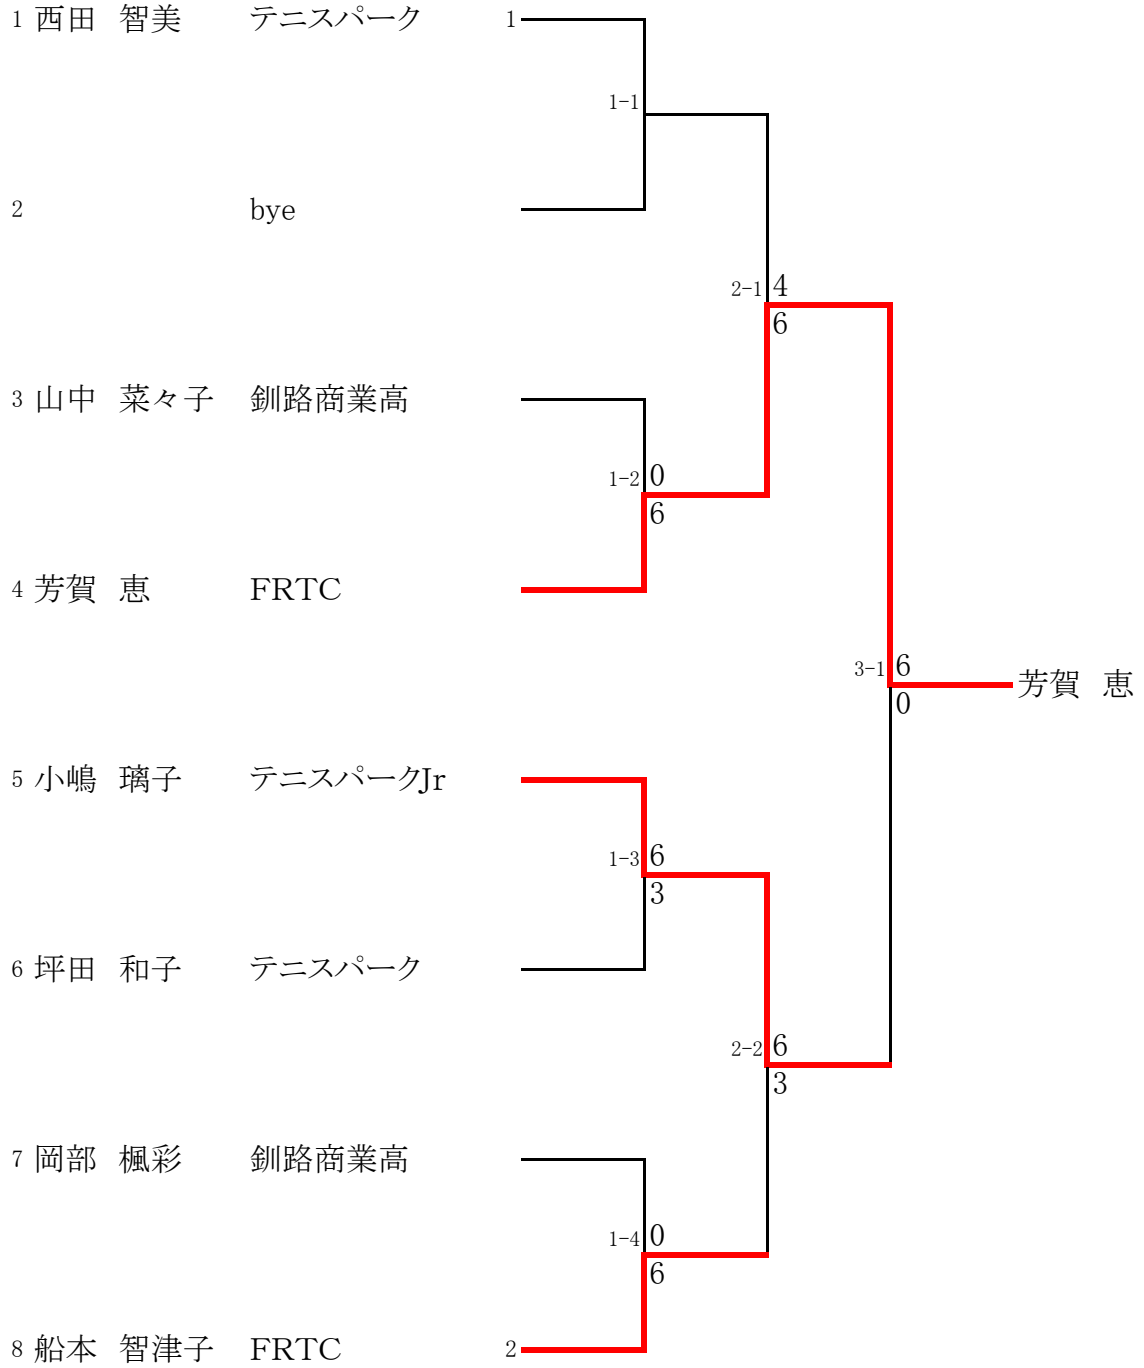 1 西田 智美 テニスパーク 1
1-1
2 bye
2-1 4
6
3 山中 菜々子 釧路商業高
1-2 0
6
4 芳賀 恵 FRTC
3-1 6
0
芳賀 恵
5 小嶋 璃子 テニスパークJr
1-3 6
3
6 坪田 和子 テニスパーク
2-2 6
3
7 岡部 楓彩 釧路商業高
1-4 0
6
8 船本 智津子 FRTC 2